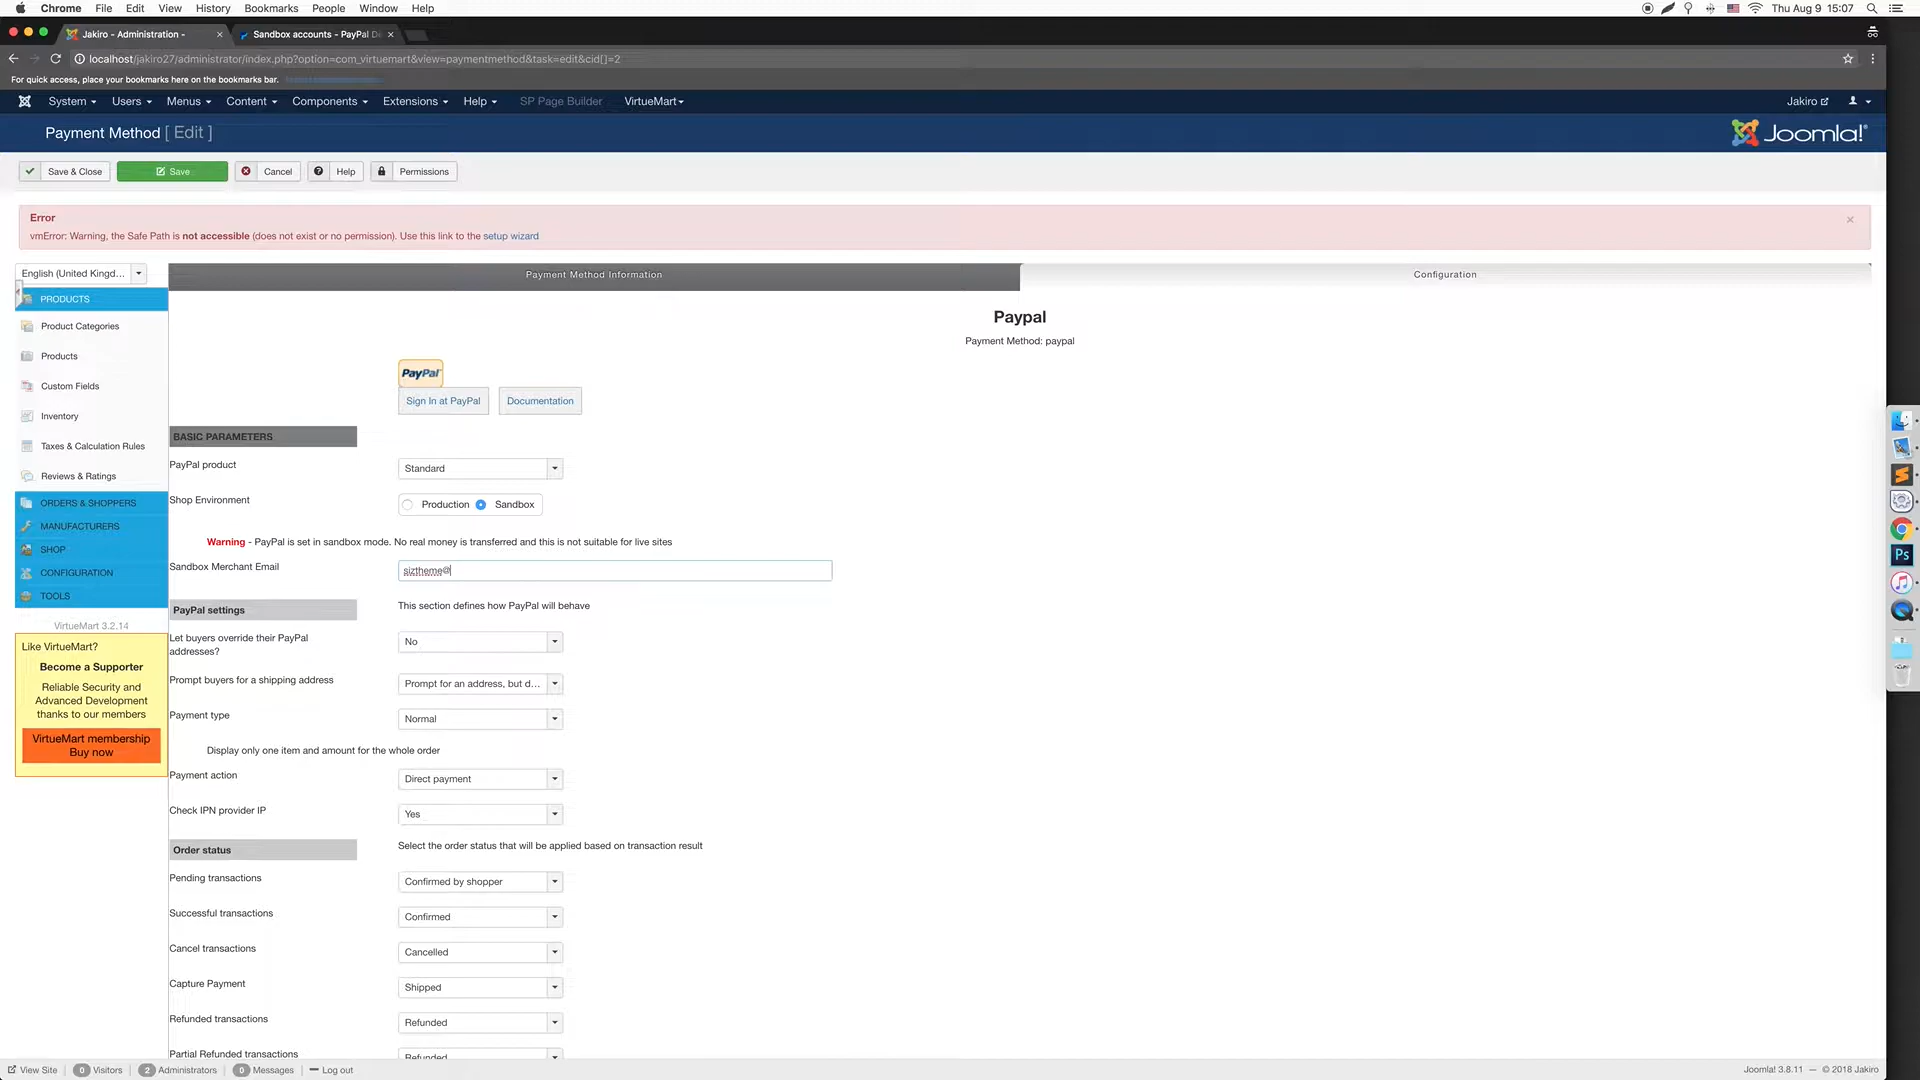 Chrome File Edit View History Bookmarks People Window Help
Thu Aug 9 15:07
Jakiro - Administration -
Sandbox accounts - PayPal De
localhost/jakiro27/administrator/index.php?option=com_virtuemart&view=paymentmethod&task=edit&cid[]=2
For quick access, place your bookmarks here on the bookmarks bar.
System Users Menus Content Components Extensions Help SP Page Builder VirtueMart
Jakiro
Payment Method [ Edit ]
Joomla!®
Save & Close
Save
Cancel
Help
Permissions
Error
vmError: Warning, the Safe Path is not accessible (does not exist or no permission). Use this link to the setup wizard
English (United Kingd...
PRODUCTS
Product Categories
Products
Custom Fields
Inventory
Taxes & Calculation Rules
Reviews & Ratings
ORDERS & SHOPPERS
MANUFACTURERS
SHOP
CONFIGURATION
TOOLS
VirtueMart 3.2.14
Like VirtueMart?
Become a Supporter
Reliable Security and
Advanced Development
thanks to our members
VirtueMart membership
Buy now
Payment Method Information
Configuration
Paypal
Payment Method: paypal
PayPal
Sign In at PayPal
Documentation
BASIC PARAMETERS
PayPal product
Standard
Shop Environment
Production
Sandbox
Warning - PayPal is set in sandbox mode. No real money is transferred and this is not suitable for live sites
Sandbox Merchant Email
siztheme@
PayPal settings
This section defines how PayPal will behave
Let buyers override their PayPal
addresses?
No
Prompt buyers for a shipping address
Prompt for an address, but d...
Payment type
Normal
Display only one item and amount for the whole order
Payment action
Direct payment
Check IPN provider IP
Yes
Order status
Select the order status that will be applied based on transaction result
Pending transactions
Confirmed by shopper
Successful transactions
Confirmed
Cancel transactions
Cancelled
Capture Payment
Shipped
Refunded transactions
Refunded
Partial Refunded transactions
Refunded
Ps
View Site
0 Visitors
2 Administrators
0 Messages
Log out
Joomla! 3.8.11 — © 2018 Jakiro